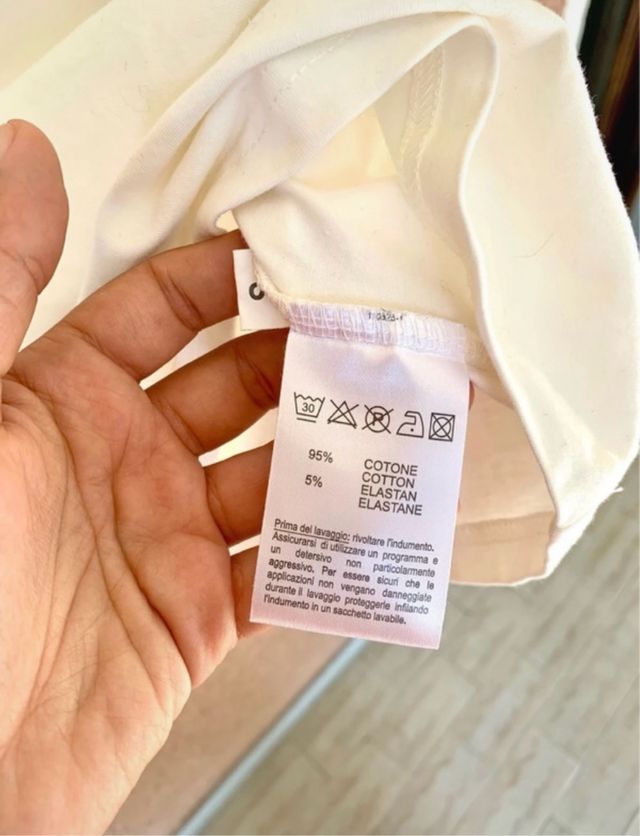 30
P
95% COTONE
COTTON
5% ELASTAN
ELASTANE
Prima del lavaggio: rivoltare l'indumento.
Assicurarsi di utilizzare un programma e
un detersivo non particolarmente
aggressivo. Per essere sicuri che le
applicazioni non vengano danneggiate
durante il lavaggio proteggerle infilando
l'indumento in un sacchetto lavabile.